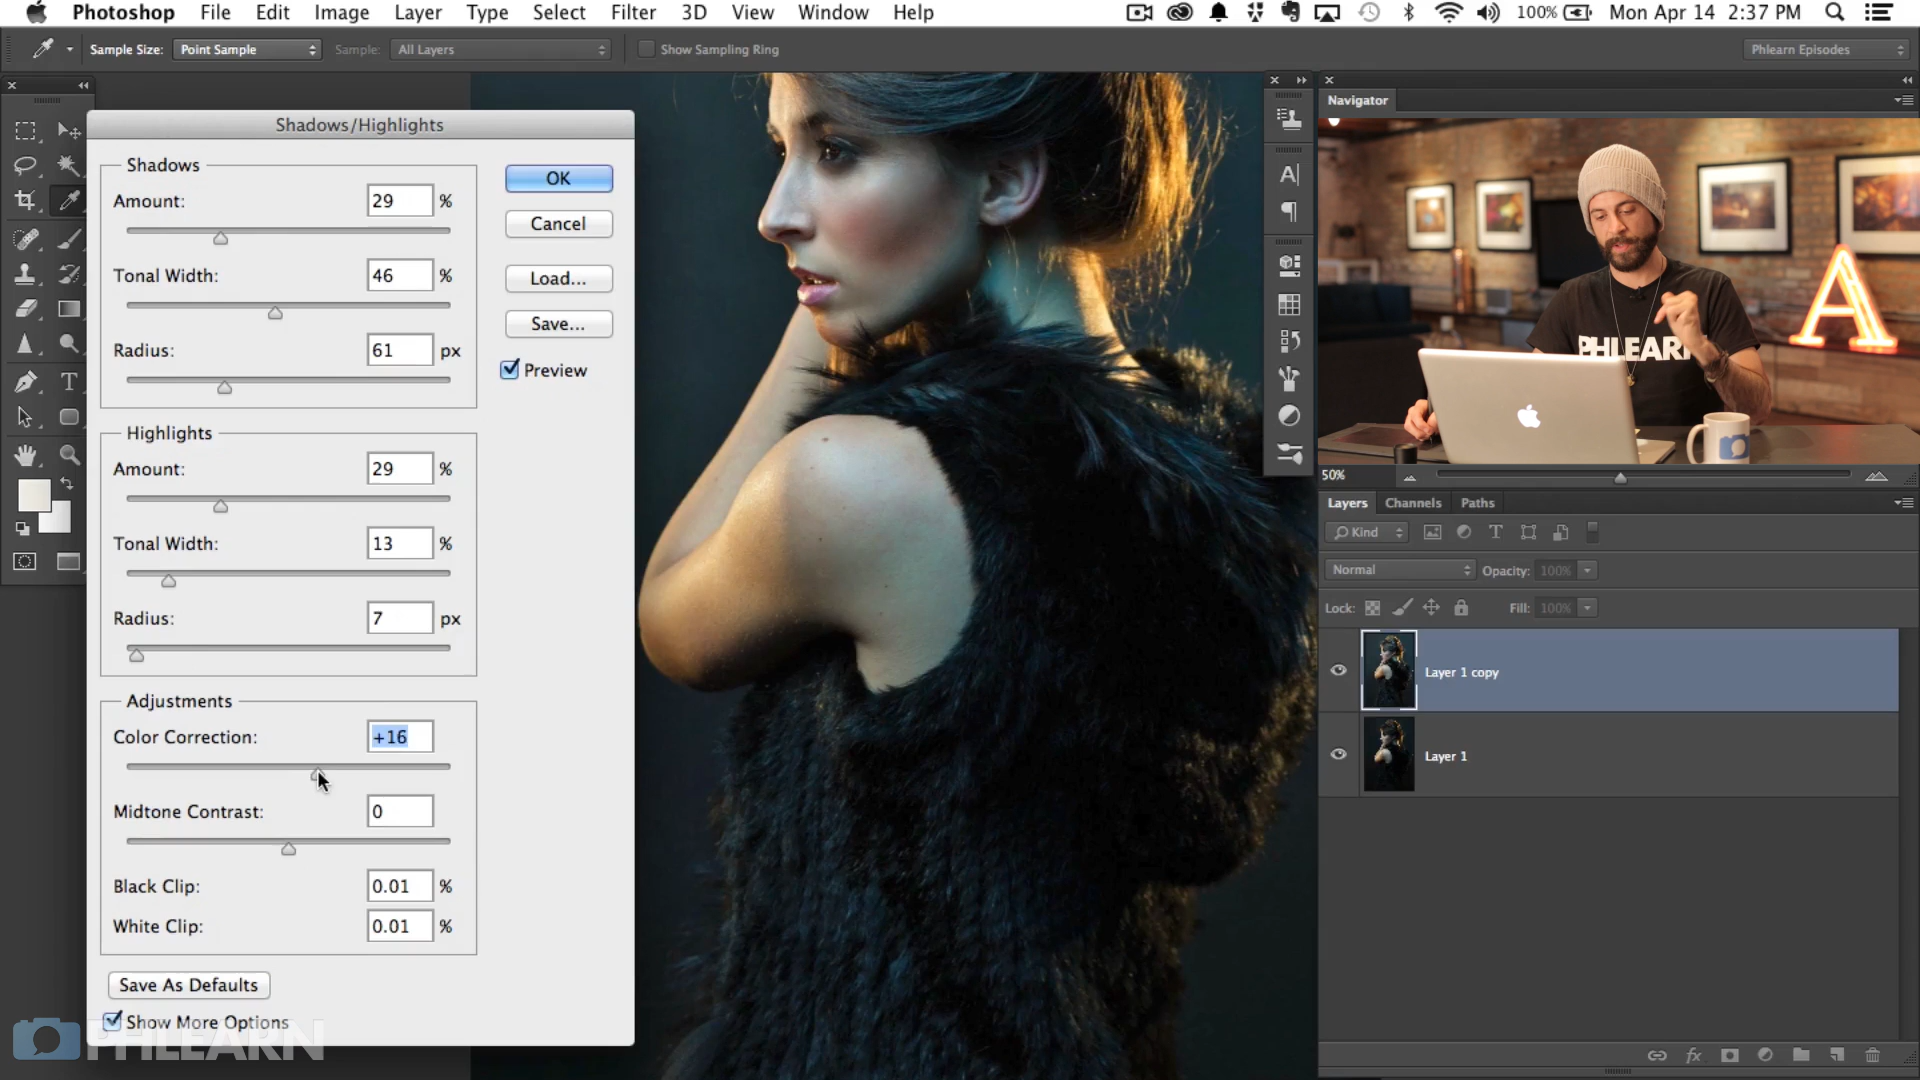 Photoshop File Edit Image Layer Type Select Filter 3D View Window Help 100% Mon Apr 14 2:37 PM
Sample Size: Point Sample Sample: All Layers Show Sampling Ring Phlearn Episodes
Shadows/Highlights
Shadows
Amount: 29 %
Tonal Width: 46 %
Radius: 61 px
Highlights
Amount: 29 %
Tonal Width: 13 %
Radius: 7 px
Adjustments
Color Correction: +16
Midtone Contrast: 0
Black Clip: 0.01 %
White Clip: 0.01 %
Save As Defaults
Show More Options
OK
Cancel
Load...
Save...
Preview
PHLEARN
Navigator
PHLEARN
A
50%
Layers Channels Paths
Kind
Normal Opacity: 100%
Lock: Fill: 100%
Layer 1 copy
Layer 1